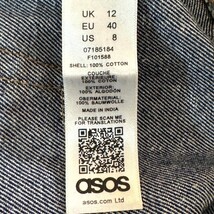 UK 12
EU 40
US 8
07185184
F101588
SHELL: 100% COTTON
COUCHE
EXTÉRIEURE:
100% COTON
EXTERIOR:
100% ALGODÓN
OBERMATERIAL:
100% BAUMWOLLE
MADE IN INDIA
PLEASE SCAN ME
FOR TRANSLATIONS
asos
asos.com Ltd